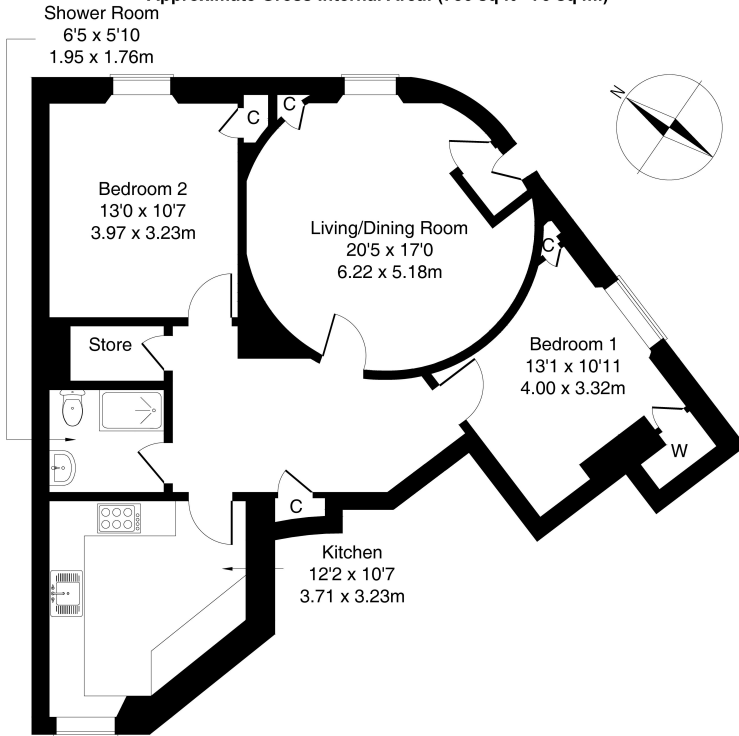 Shower Room
6'5 x 5'10
1.95 x 1.76m
N
C
C
Bedroom 2
13'0 x 10'7
3.97 x 3.23m
Living/Dining Room
20'5 x 17'0
6.22 x 5.18m
C
Store
Bedroom 1
13'1 x 10'11
4.00 x 3.32m
W
C
Kitchen
12'2 x 10'7
3.71 x 3.23m